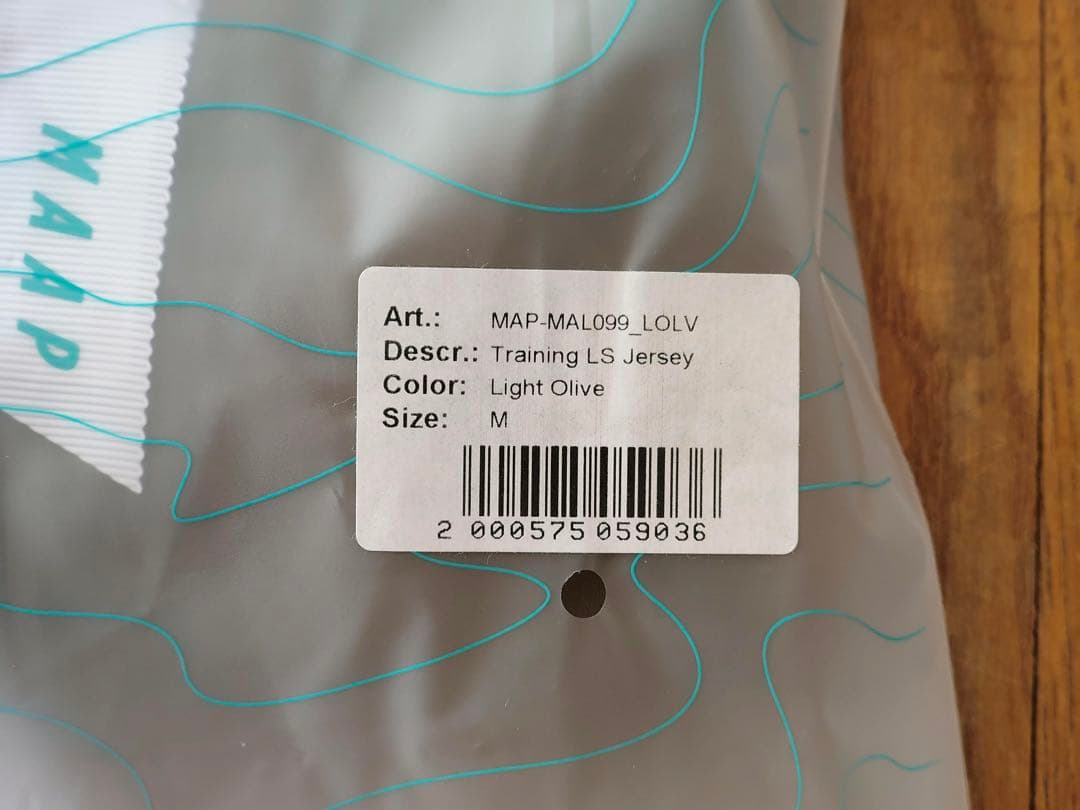 MAAP
Art.: MAP-MAL099_LOLV
Descr.: Training LS Jersey
Color: Light Olive
Size: M
2 000575 059036